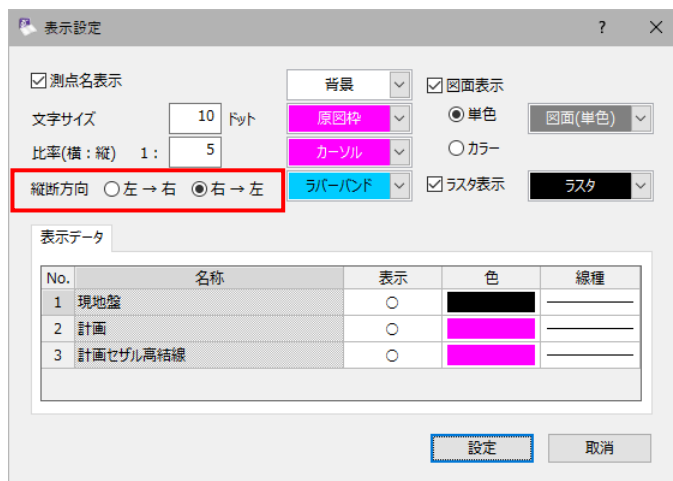 表示設定 ? ×
測点名表示 背景 図面表示
文字サイズ 10 ドット 原図枠 単色 図面(単色)
比率(横：縦) 1： 5 カーソル カラー
縦断方向 左→右 右→左 ラバーバンド ラスタ表示 ラスタ
表示データ
No. 名称 表示 色 線種
1 現地盤 ○
2 計画 ○
3 計画セザル高結線 ○
設定 取消